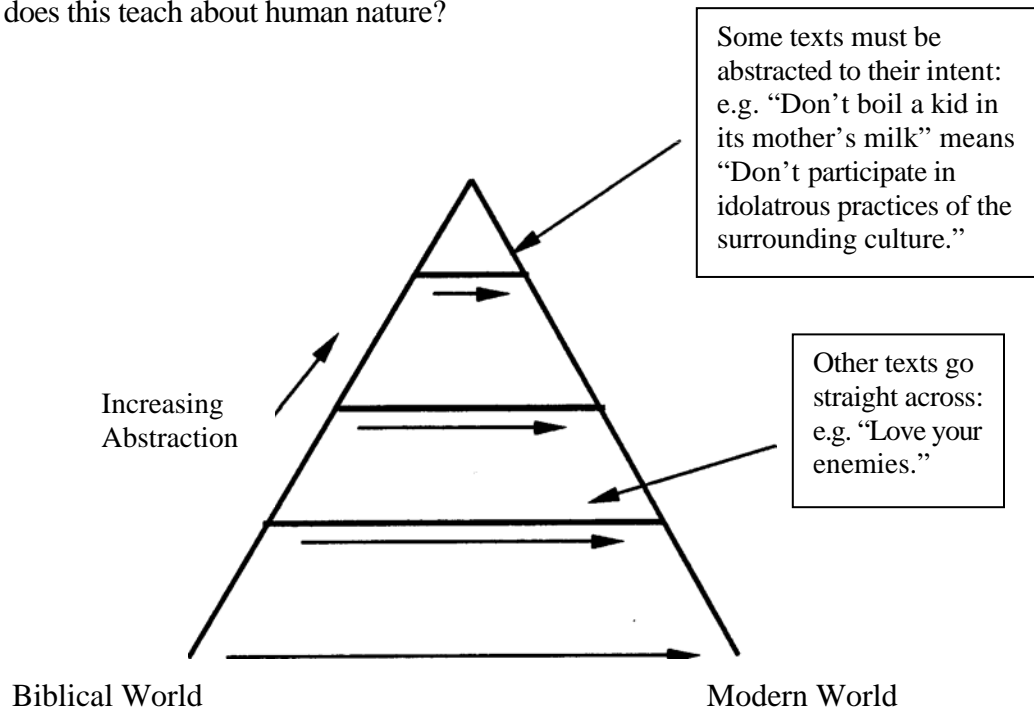 does this teach about human nature?
Some texts must be
abstracted to their intent:
e.g. “Don’t boil a kid in
its mother’s milk” means
“Don’t participate in
idolatrous practices of the
surrounding culture.”
Other texts go
straight across:
e.g. “Love your
enemies.”
Increasing
Abstraction
Biblical World
Modern World